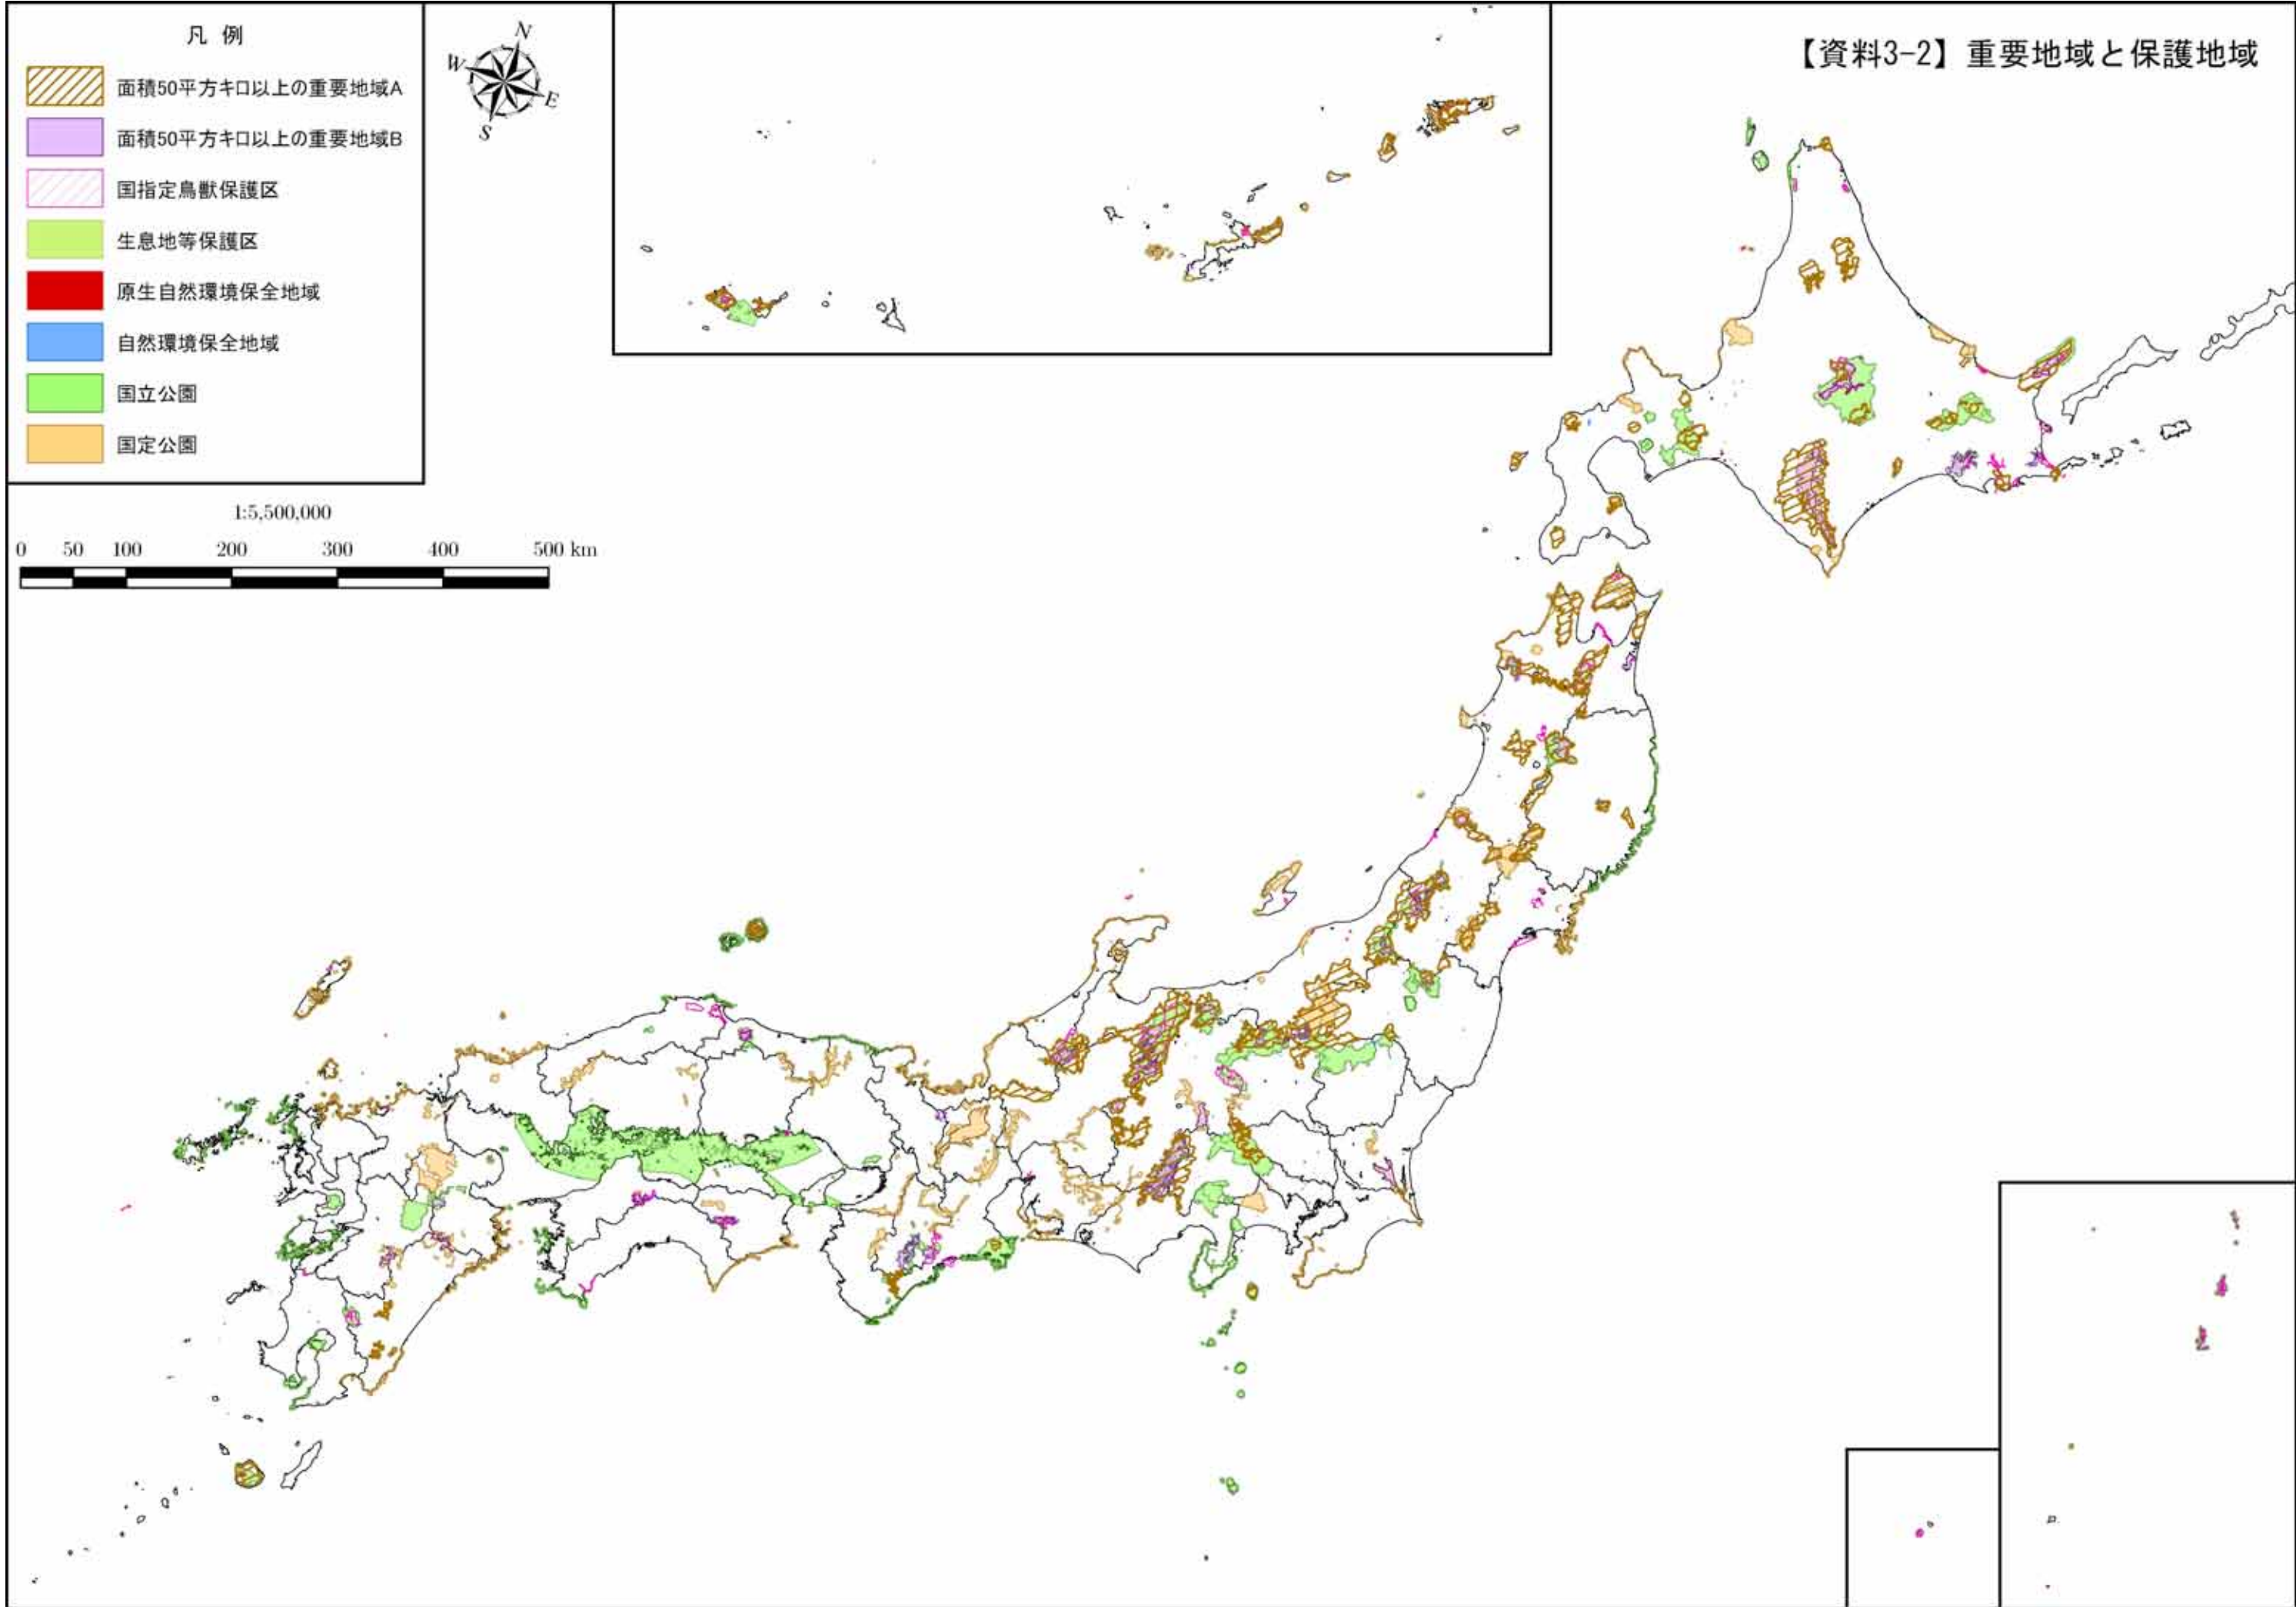 【資料3-2】重要地域と保護地域
凡 例
面積50平方キロ以上の重要地域A
面積50平方キロ以上の重要地域B
国指定鳥獣保護区
生息地等保護区
原生自然環境保全地域
自然環境保全地域
国立公園
国定公園
N
W
E
S
1:5,500,000
0 50 100 200 300 400 500 km